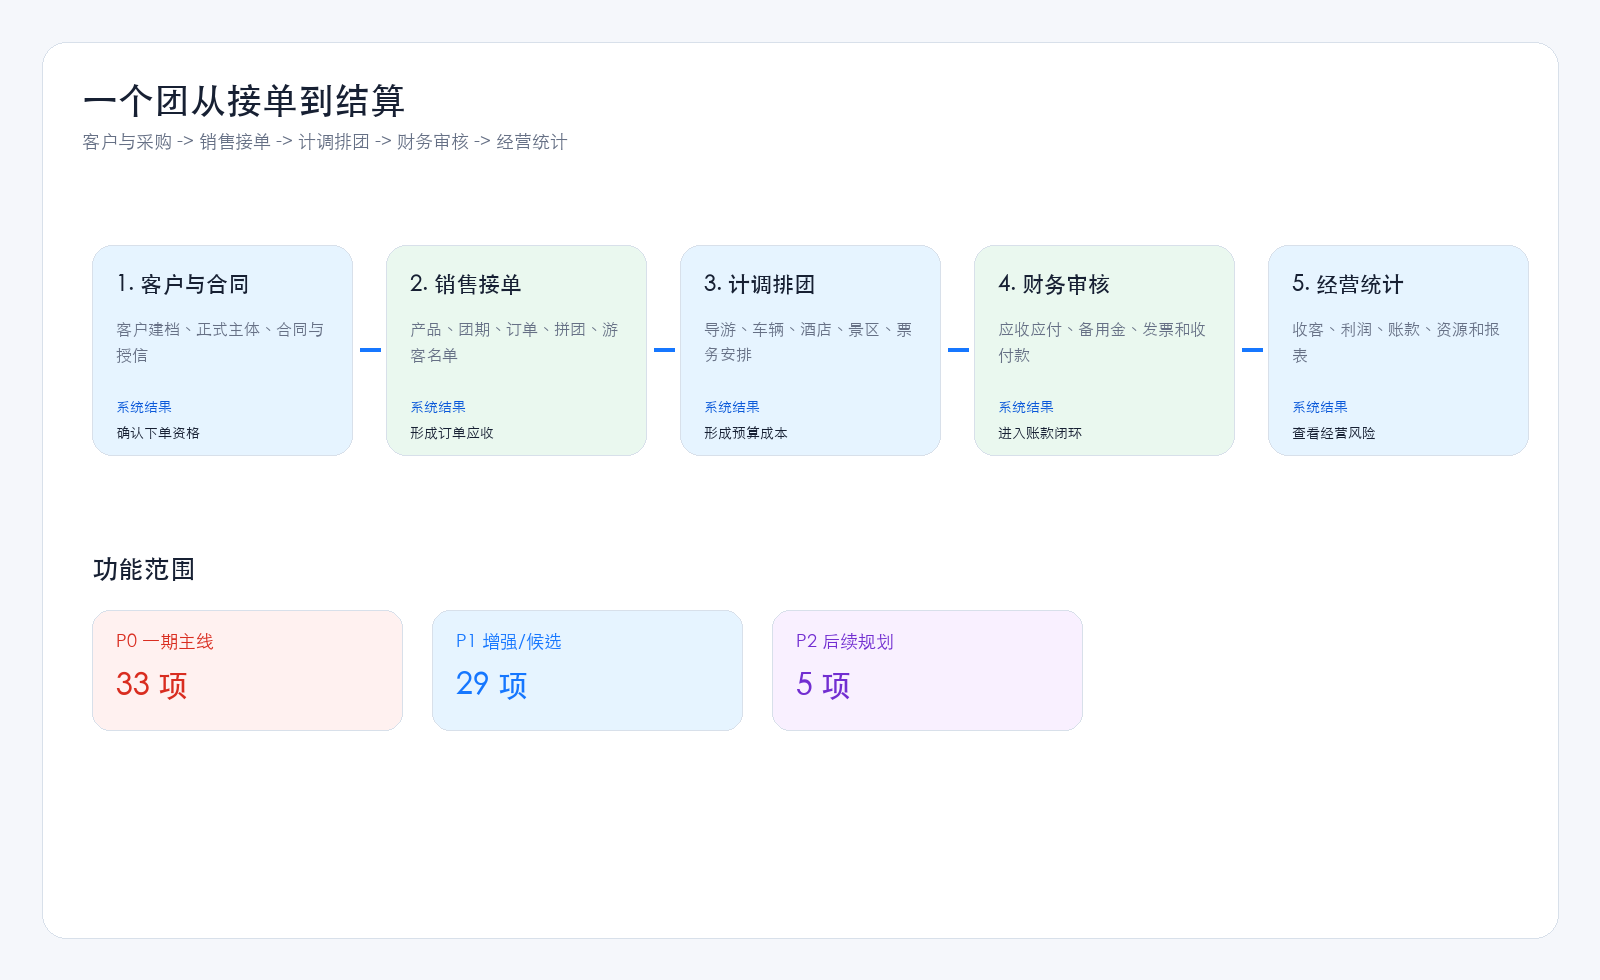 一个团从接单到结算
客户与采购 -> 销售接单 -> 计调排团 -> 财务审核 -> 经营统计
1. 客户与合同
客户建档、正式主体、合同与
授信
系统结果
确认下单资格
2. 销售接单
产品、团期、订单、拼团、游
客名单
系统结果
形成订单应收
3. 计调排团
导游、车辆、酒店、景区、票
务安排
系统结果
形成预算成本
4. 财务审核
应收应付、备用金、发票和收
付款
系统结果
进入账款闭环
5. 经营统计
收客、利润、账款、资源和报
表
系统结果
查看经营风险
功能范围
P0 一期主线
33 项
P1 增强/候选
29 项
P2 后续规划
5 项